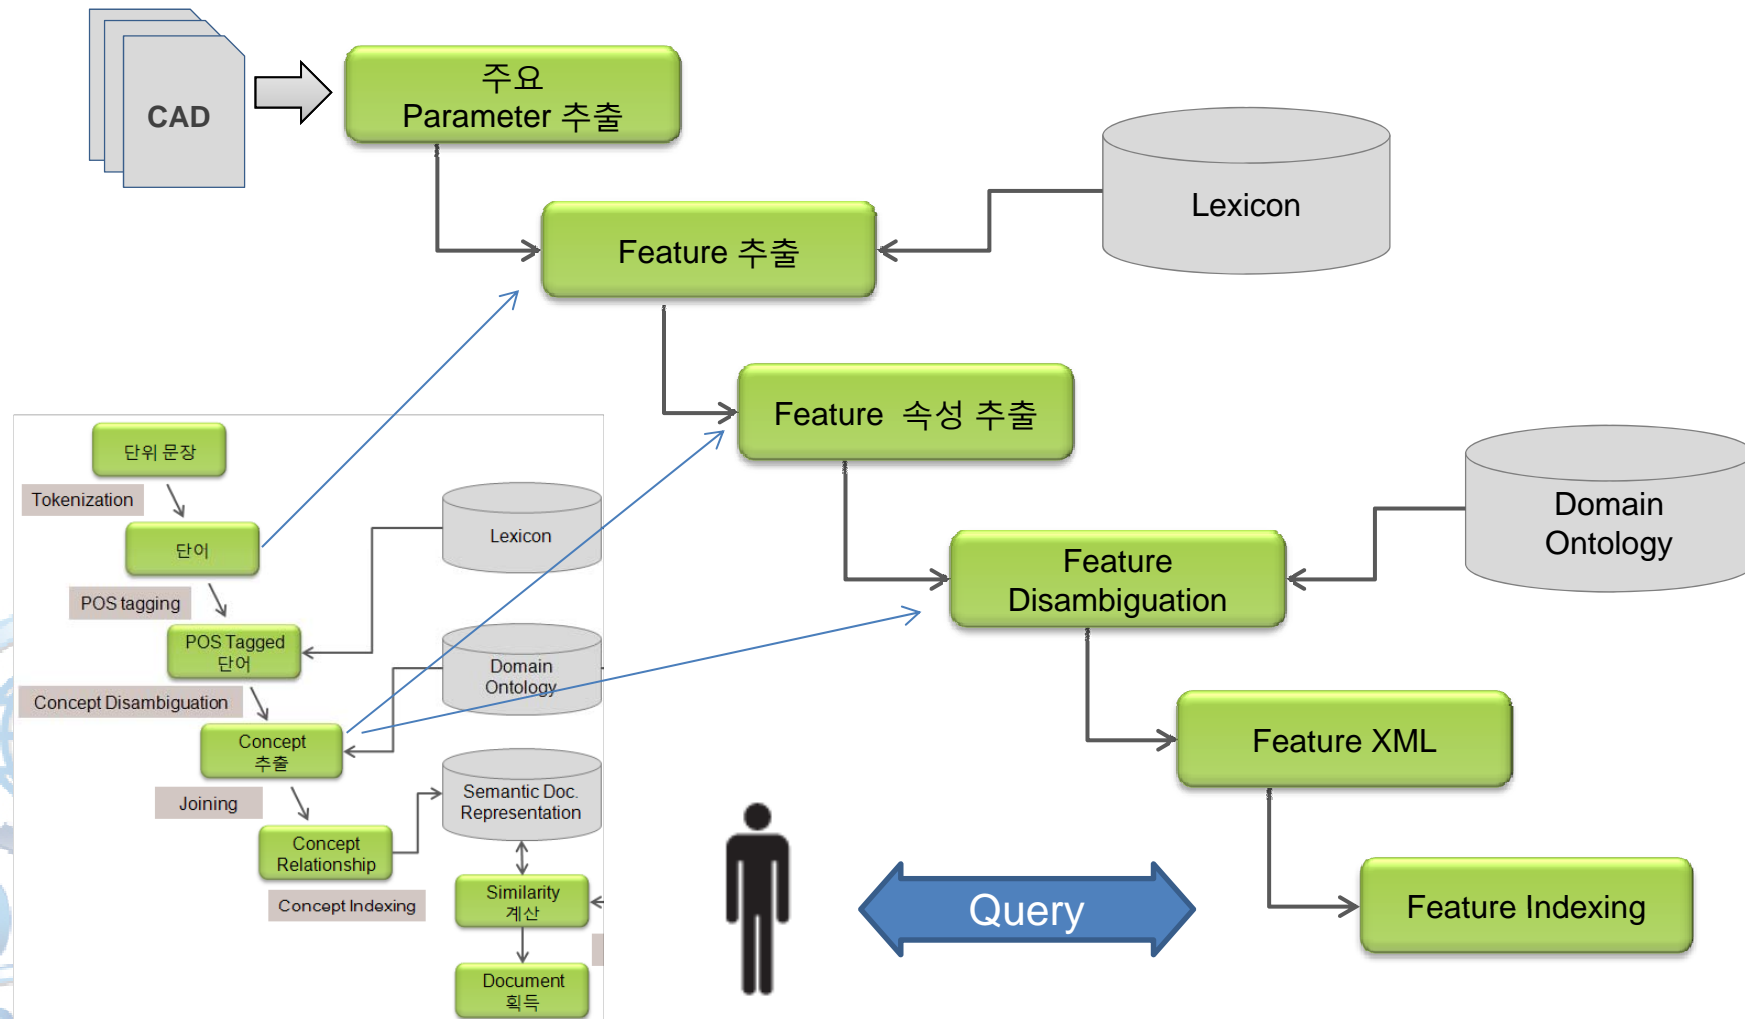 CAD
주요
Parameter 추출
Lexicon
Feature 추출
Feature 속성 추출
Domain
Ontology
Feature
Disambiguation
Feature XML
Feature Indexing
Query
단위 문장
Tokenization
단어
Lexicon
POS tagging
POS Tagged
단어
Domain
Ontology
Concept Disambiguation
Concept
추출
Semantic Doc.
Representation
Joining
Concept
Relationship
Concept Indexing
Similarity
계산
Document
획득